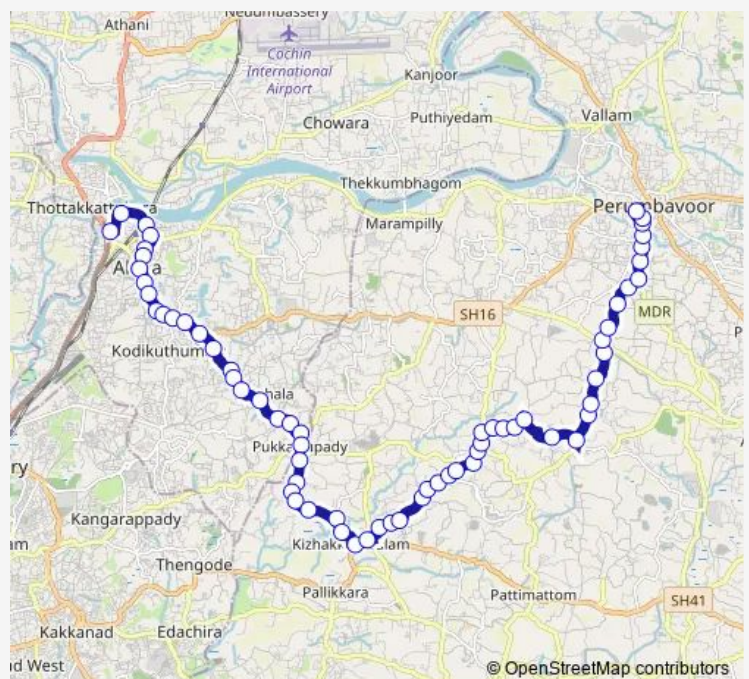 Athani
Cochin
International
Airport
Kanjoor
Vallam
Chowara
Puthiyedam
Thekkumbhagom
Marampilly
Perumbavoor
SH16
MDR
Kodikuthum
Kangarappady
Thengode
Pallikkara
Pattimattom
SH41
Kakkanad
Edachira
© OpenStreetMap contributors